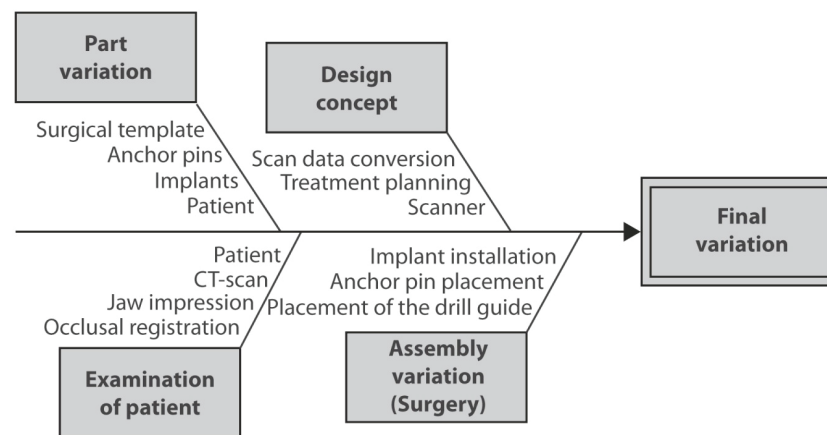 Part
variation
Design
concept
Surgical template
Anchor pins
Implants
Patient
Scan data conversion
Treatment planning
Scanner
Final
variation
Patient
CT-scan
Jaw impression
Occlusal registration
Implant installation
Anchor pin placement
Placement of the drill guide
Examination
of patient
Assembly
variation
(Surgery)